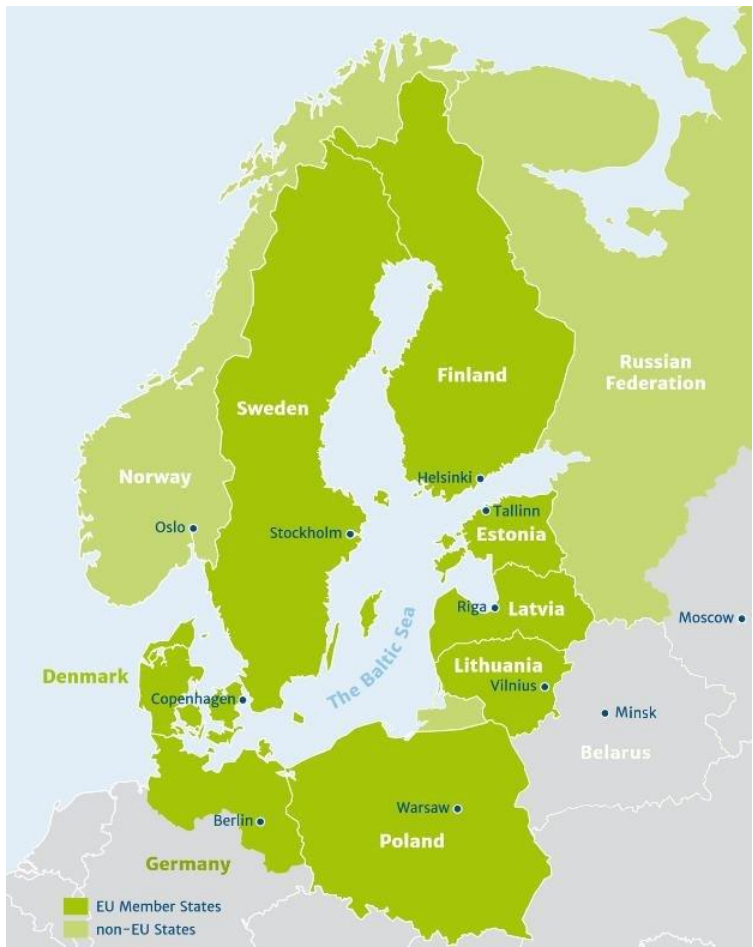 Russian
Federation
Finland
Sweden
Norway
Helsinki
Oslo
Stockholm
Tallinn
Estonia
Riga
Latvia
Moscow
The Baltic Sea
Lithuania
Denmark
Vilnius
Copenhagen
Minsk
Belarus
Warsaw
Berlin
Poland
Germany
EU Member States
non-EU States